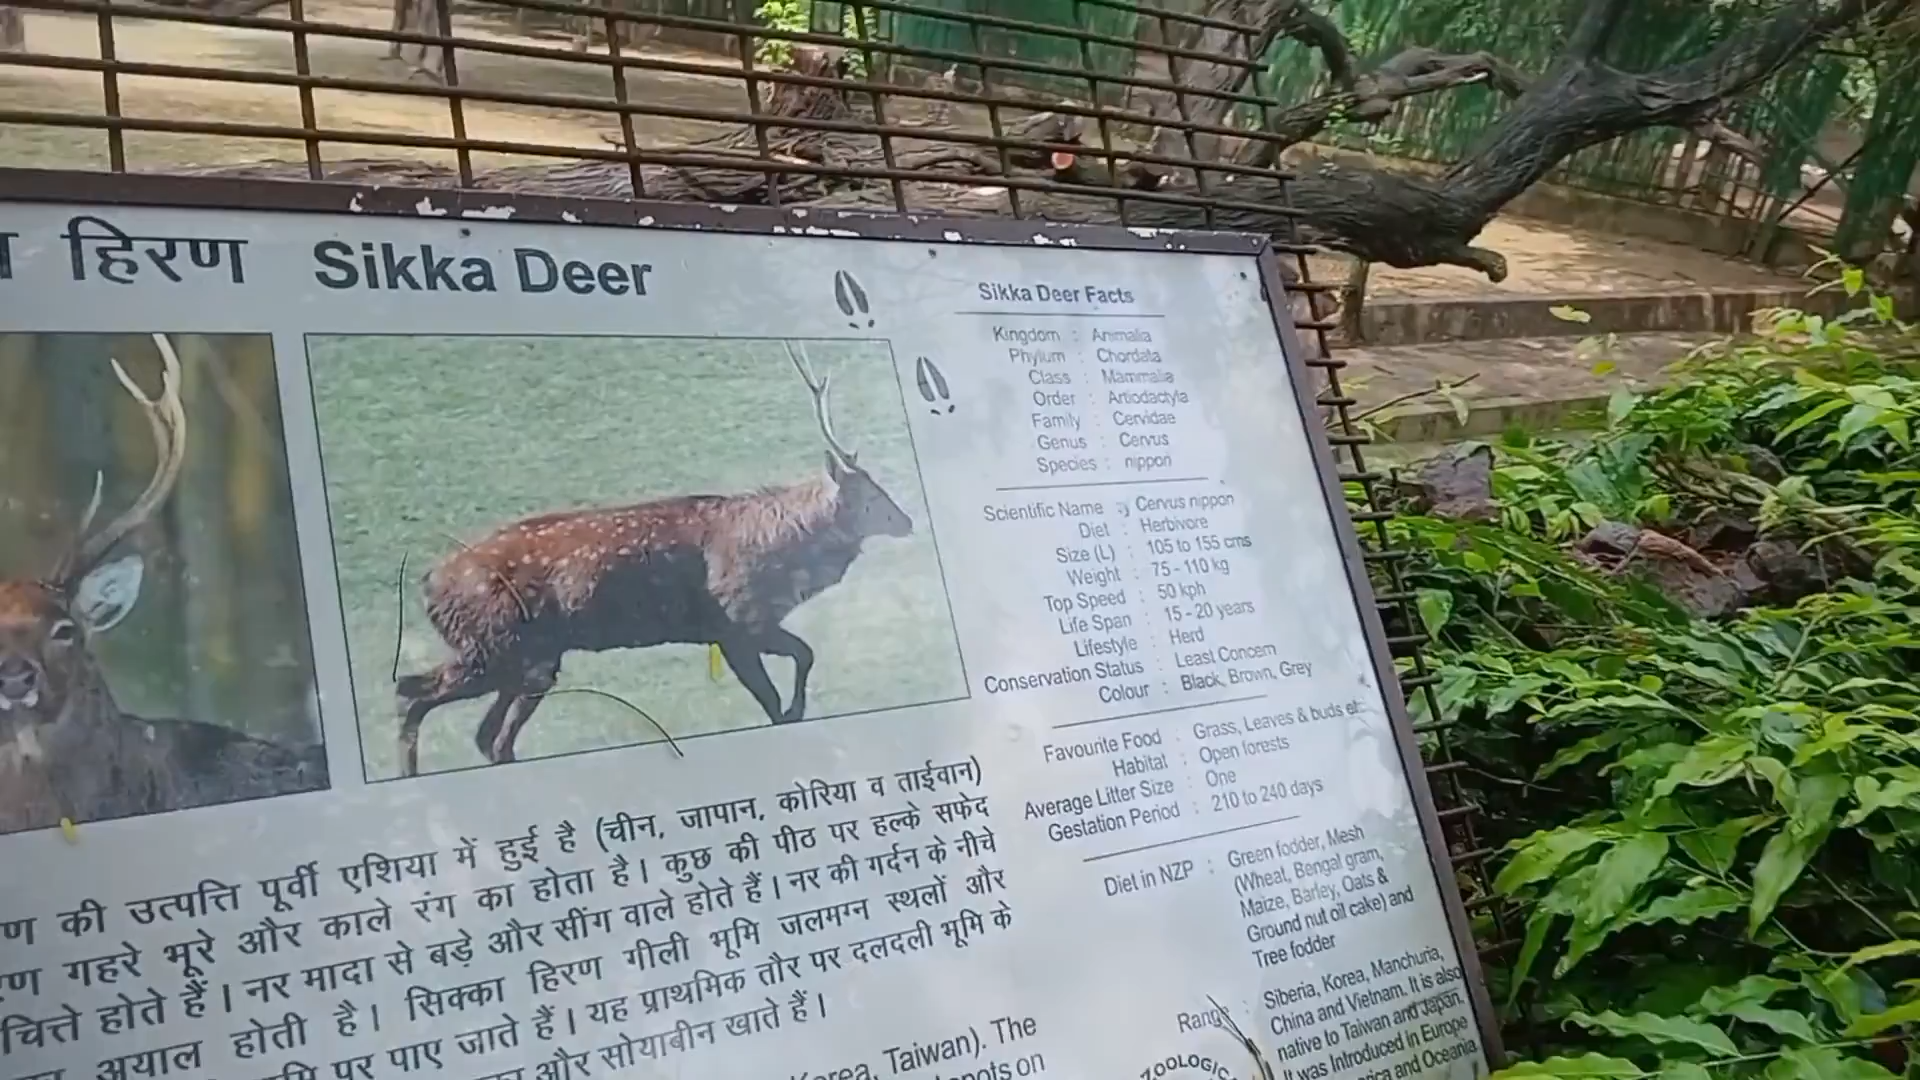 हिरण Sikka Deer
Sikka Deer Facts
Kingdom : Animalia
Phylum : Chordata
Class : Mammalia
Order : Artiodactyla
Family : Cervidae
Genus : Cervus
Species : nippon
Scientific Name : Cervus nippon
Diet : Herbivore
Size (L) : 105 to 155 cms
Weight : 75 - 110 kg
Top Speed : 50 kph
Life Span : 15 - 20 years
Lifestyle : Herd
Conservation Status : Least Concern
Colour : Black, Brown, Grey
Favourite Food : Grass, Leaves & buds etc
Habitat : Open forests
Average Litter Size : One
Gestation Period : 210 to 240 days
Diet in NZP : Green fodder, Mesh
(Wheat, Bengal gram,
Maize, Barley, Oats &
Ground nut oil cake) and
Tree fodder
Range : Siberia, Korea, Manchuria,
China and Vietnam. It is also
native to Taiwan and Japan.
It was Introduced in Europe
and Oceania
की उत्पत्ति पूर्वी एशिया में हुई है (चीन, जापान, कोरिया व ताईवान)
गहरे भूरे और काले रंग का होता है। कुछ की पीठ पर हल्के सफेद
चित्ते होते हैं। नर मादा से बड़े और सींग वाले होते हैं। नर की गर्दन के नीचे
अयाल होती है। सिक्का हिरण गीली भूमि जलमग्न स्थलों और
पर पाए जाते हैं। यह प्राथमिक तौर पर दलदली भूमि के
और सोयाबीन खाते हैं।
Korea, Taiwan). The
spots on